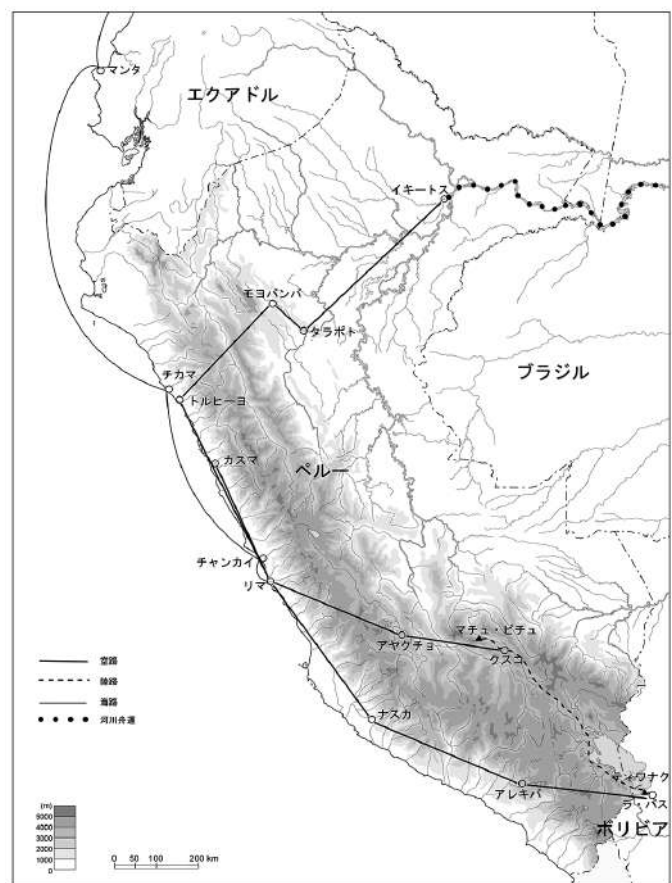 マンタ
エクアドル
イキートス
モヨバンバ
タラポト
ブラジル
チカマ
トルヒーヨ
カスマ
ペルー
チャンカイ
リマ
アヤクチョ
マチュ・ピチュ
クスコ
空路
陸路
海路
河川舟運
ナスカ
アレキパ
ティワナク
ラ・パス
ボリビア
(m)
5000
4000
3000
2000
1000
0
0 50 100 200 km